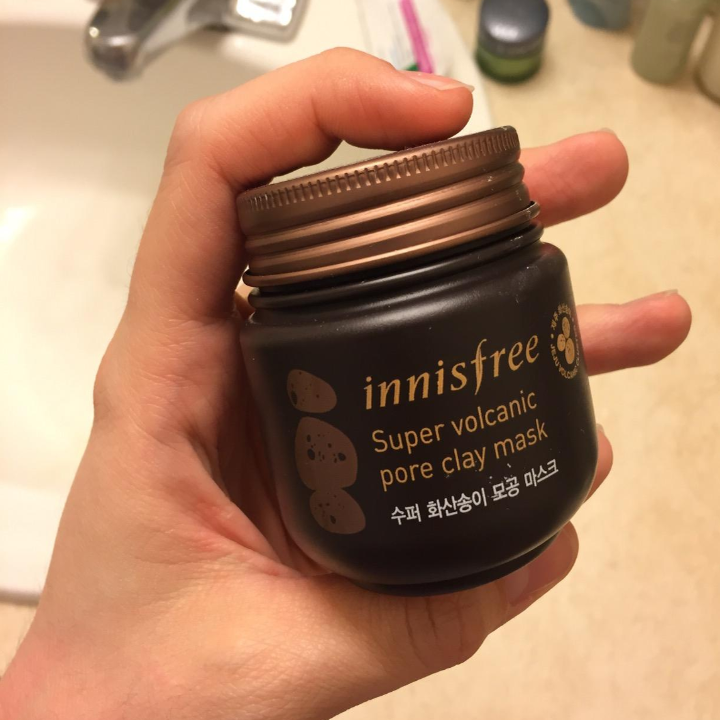 innisfree
Super volcanic
pore clay mask
수퍼 화산송이 모공 마스크